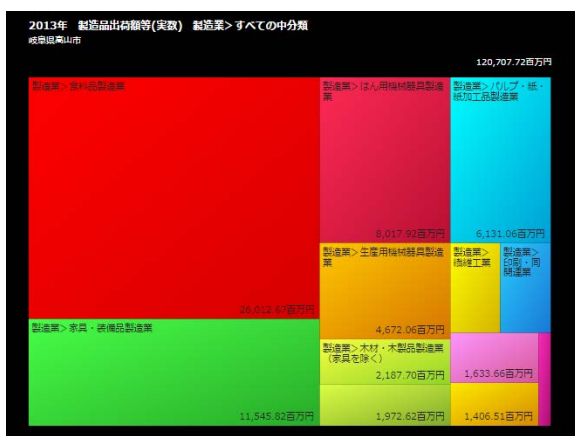 2013年　製造品出荷額等(実数)　製造業>すべての中分類
岐阜県高山市
120,707.72百万円
製造業>食料品製造業
28,012.67百万円
製造業>家具・装備品製造業
11,545.82百万円
製造業>はん用機械器具製造
業
8,017.92百万円
製造業>パルプ・紙・
紙加工品製造業
6,131.06百万円
製造業>生産用機械器具製造
業
4,672.06百万円
製造業>
繊維工業
製造業>
印刷・同
関連業
製造業>木材・木製品製造業
（家具を除く）
2,187.70百万円
1,972.62百万円
1,633.66百万円
1,406.51百万円